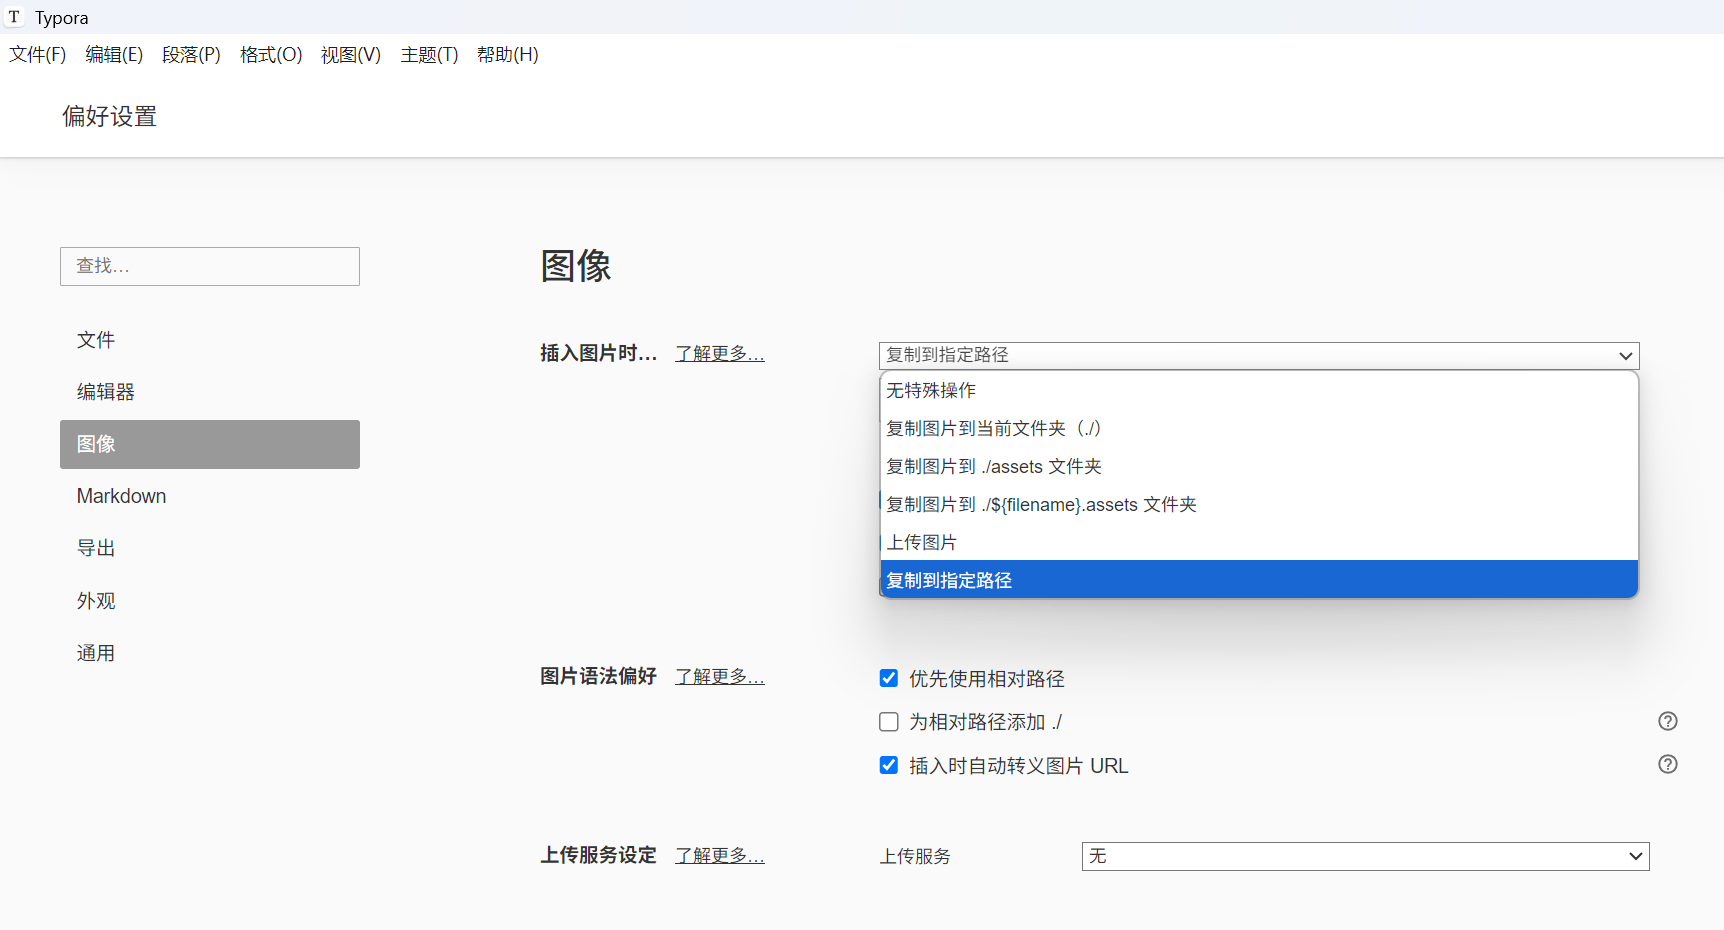 T Typora
文件(F) 编辑(E) 段落(P) 格式(O) 视图(V) 主题(T) 帮助(H)
偏好设置
查找…
文件
编辑器
图像
Markdown
导出
外观
通用
图像
插入图片时… 了解更多… 复制到指定路径
无特殊操作
复制图片到当前文件夹（./）
复制图片到 ./assets 文件夹
复制图片到 ./${filename}.assets 文件夹
上传图片
复制到指定路径
图片语法偏好 了解更多… 优先使用相对路径
为相对路径添加 ./ ?
插入时自动转义图片 URL ?
上传服务设定 了解更多… 上传服务 无